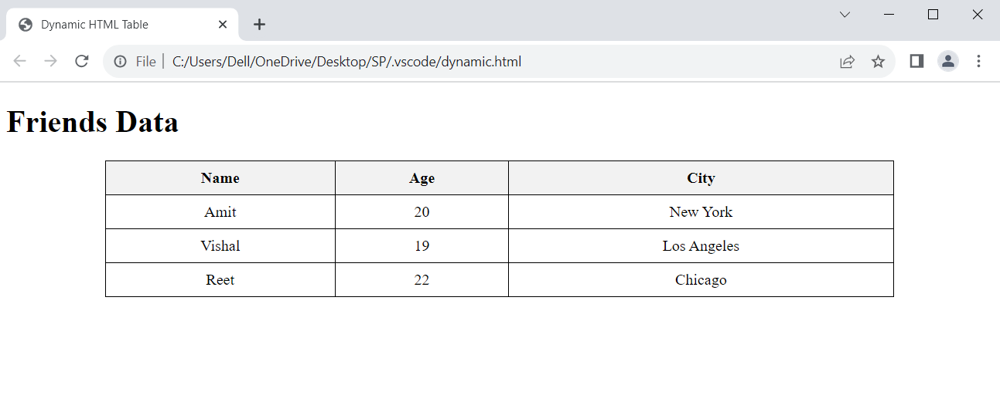 Dynamic HTML Table
File | C:/Users/Dell/OneDrive/Desktop/SP/.vscode/dynamic.html
Friends Data
Name Age City
Amit 20 New York
Vishal 19 Los Angeles
Reet 22 Chicago